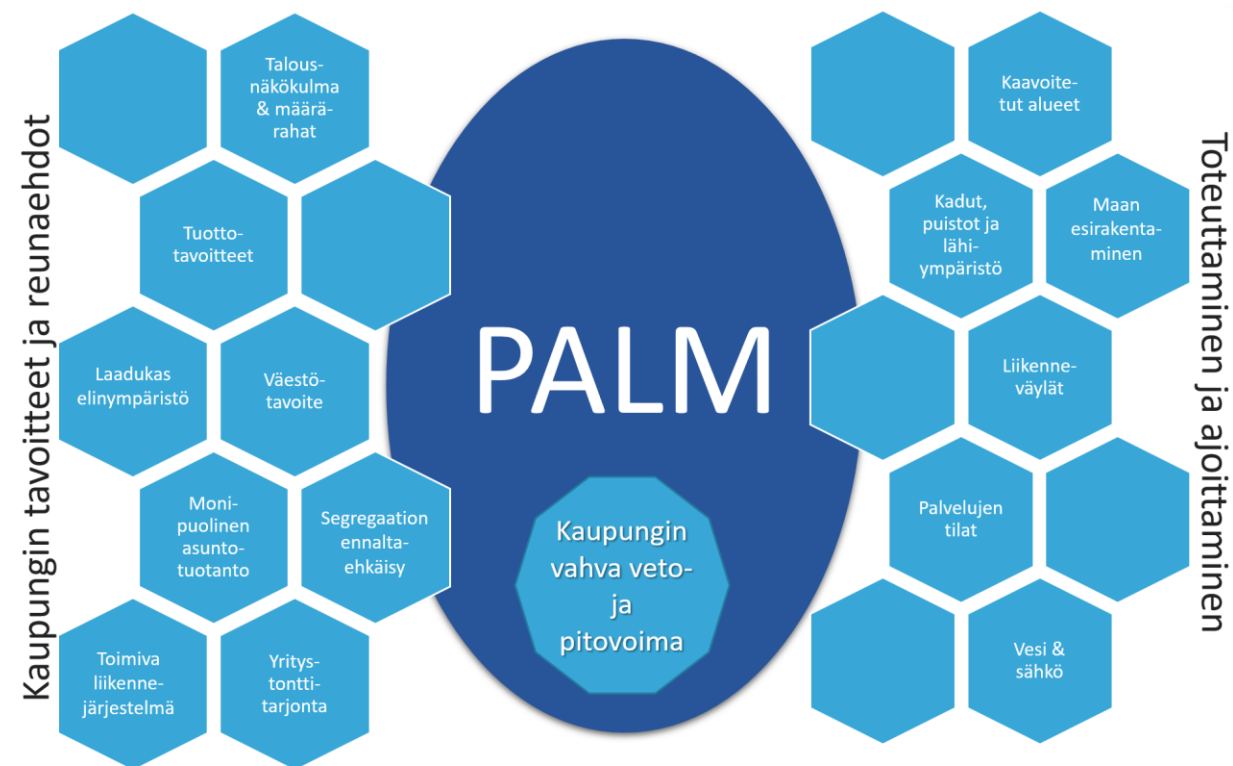 Kaupungin tavoitteet ja reunaehdot
Talous-
näkökulma
& määrä-
rahat
Tuotto-
tavoitteet
Laadukas
elinympäristö
Väestö-
tavoite
Moni-
puolinen
asunto-
tuotanto
Segregaation
ennalta-
ehkäisy
Toimiva
liikenne-
järjestelmä
Yritys-
tontti-
tarjonta
PALM
Kaupungin
vahva veto-
ja
pitovoima
Kaavoite-
tut alueet
Kadut,
puistot ja
lähi-
ympäristö
Maan
esirakenta-
minen
Liikenne-
väylät
Palvelujen
tilat
Vesi &
sähkö
Toteuttaminen ja ajoittaminen